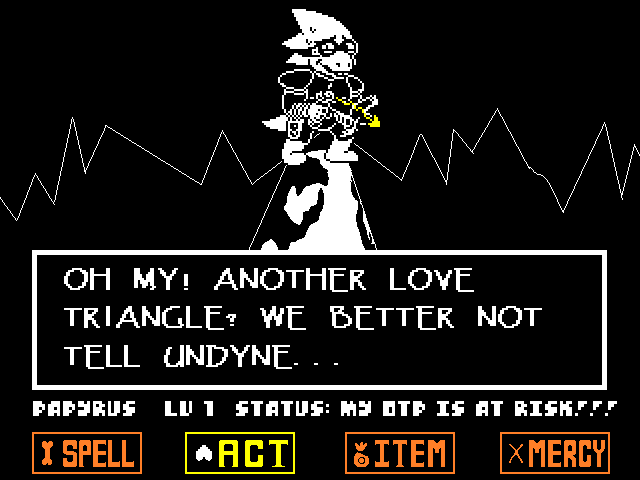 OH MY! ANOTHER LOVE
TRIANGLE? WE BETTER NOT
TELL UNDYNE...
PAPYRUS LV 1 STATUS: MY OTP IS AT RISK!!!
SPELL ACT ITEM MERCY